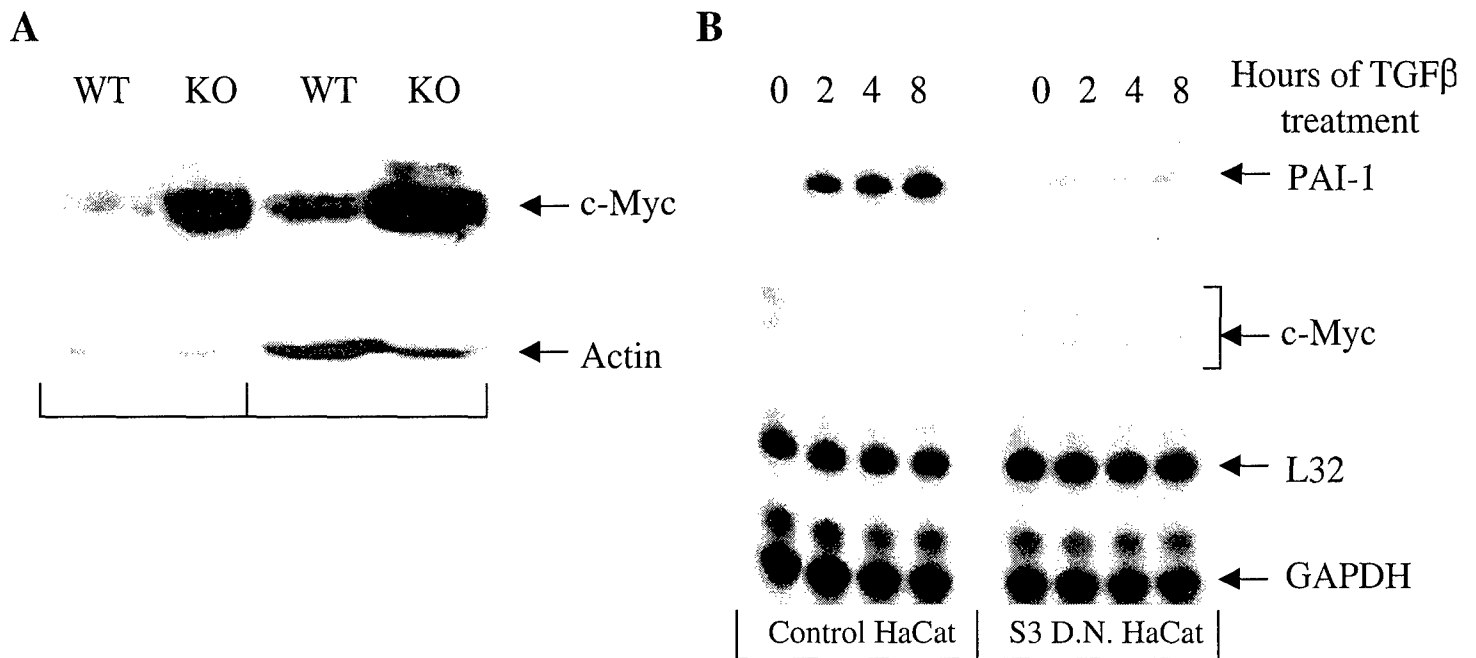 A
WT KO WT KO
c-Myc
Actin
B
0 2 4 8 0 2 4 8 Hours of TGFβ
treatment
PAI-1
c-Myc
L32
GAPDH
Control HaCat S3 D.N. HaCat